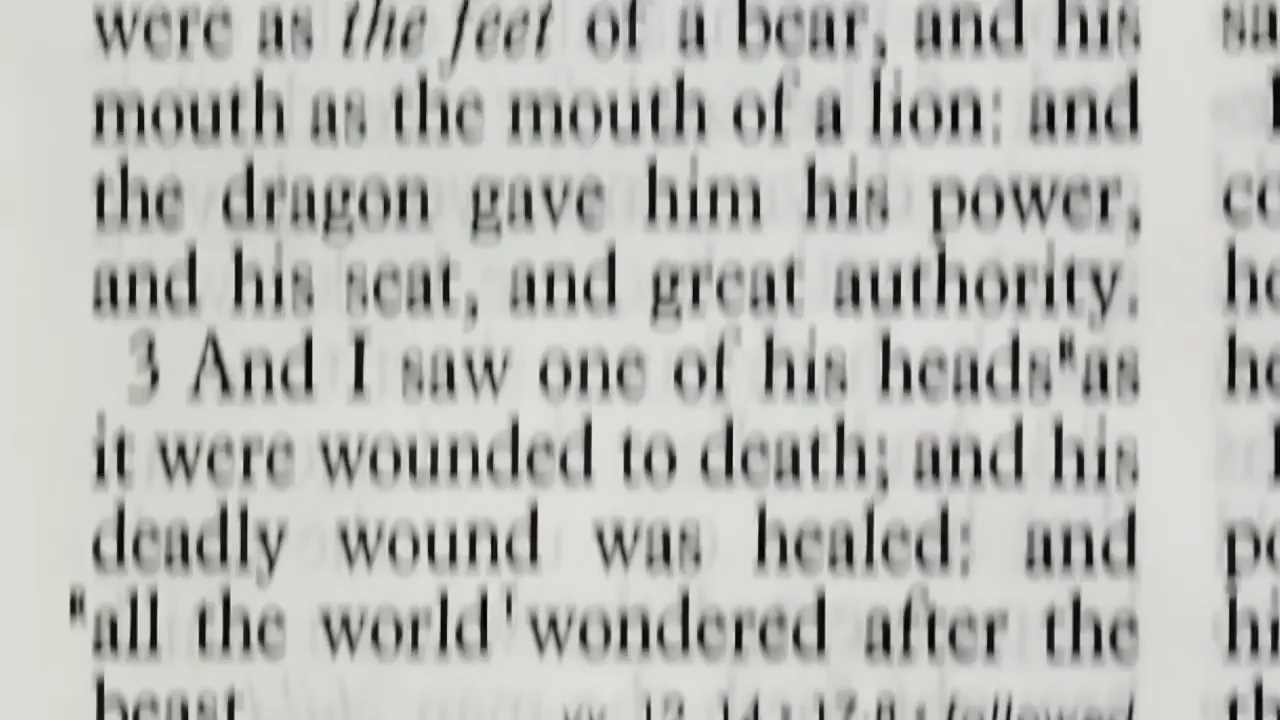 were as the feet of a bear, and his
mouth as the mouth of a lion: and
the dragon gave him his power,
and his seat, and great authority.
3 And I saw one of his heads as
it were wounded to death; and his
deadly wound was healed: and
all the world wondered after the
beast